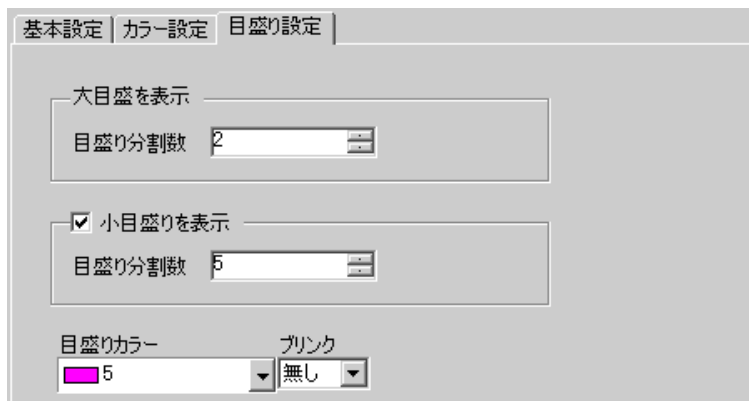 基本設定 カラー設定 目盛り設定
大目盛を表示
目盛り分割数 2
小目盛りを表示
目盛り分割数 5
目盛りカラー ブリンク
5 無し